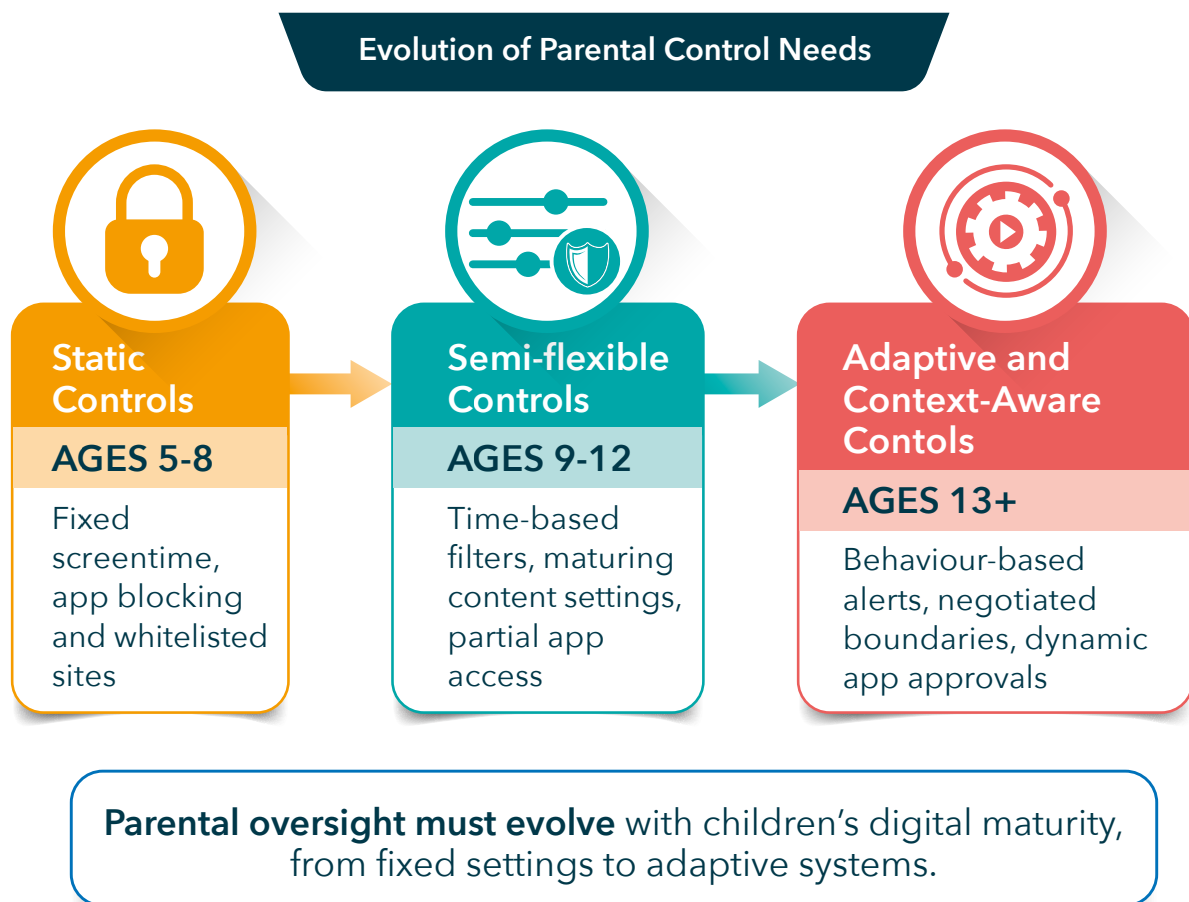 Evolution of Parental Control Needs
Static
Controls
AGES 5-8
Fixed
screentime,
app blocking
and whitelisted
sites
Semi-flexible
Controls
AGES 9-12
Time-based
filters, maturing
content settings,
partial app
access
Adaptive and
Context-Aware
Contols
AGES 13+
Behaviour-based
alerts, negotiated
boundaries, dynamic
app approvals
Parental oversight must evolve with children’s digital maturity,
from fixed settings to adaptive systems.